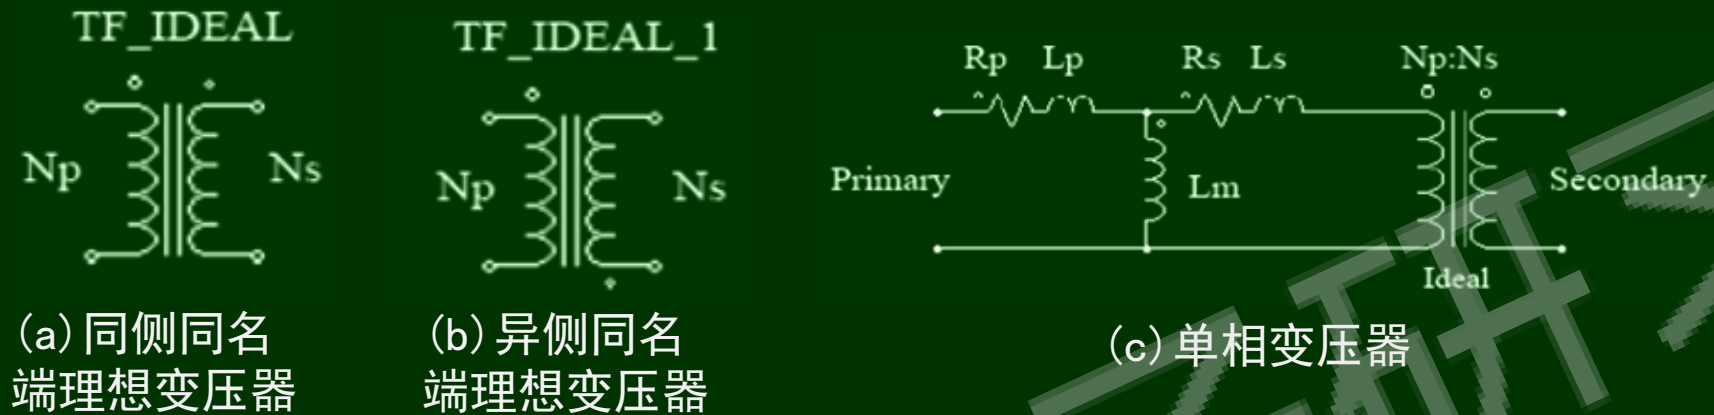 TF_IDEAL
Np
Ns
(a)同侧同名
端理想变压器
TF_IDEAL_1
Np
Ns
(b)异侧同名
端理想变压器
Rp Lp Rs Ls Np:Ns
Primary
Lm
Secondary
Ideal
(c)单相变压器